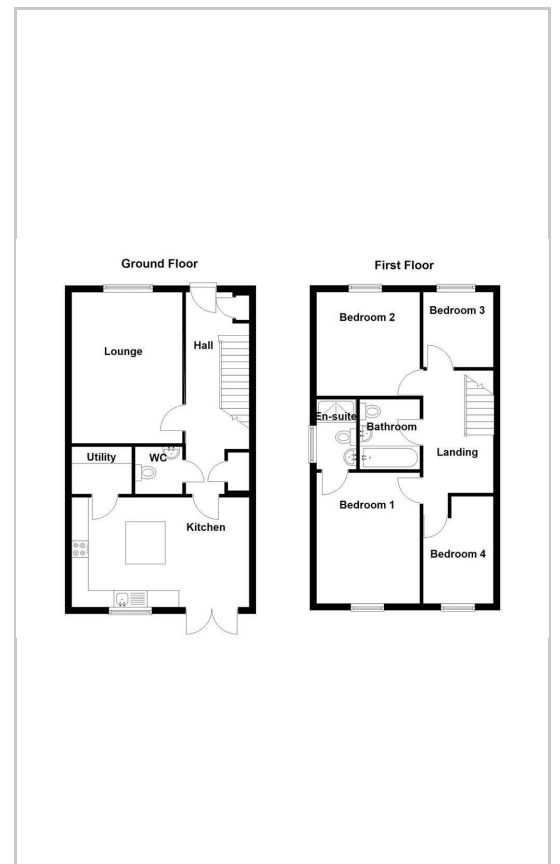 Ground Floor
Lounge
Hall
Utility
WC
Kitchen
First Floor
Bedroom 2
Bedroom 3
En-suite
Bathroom
Landing
Bedroom 1
Bedroom 4